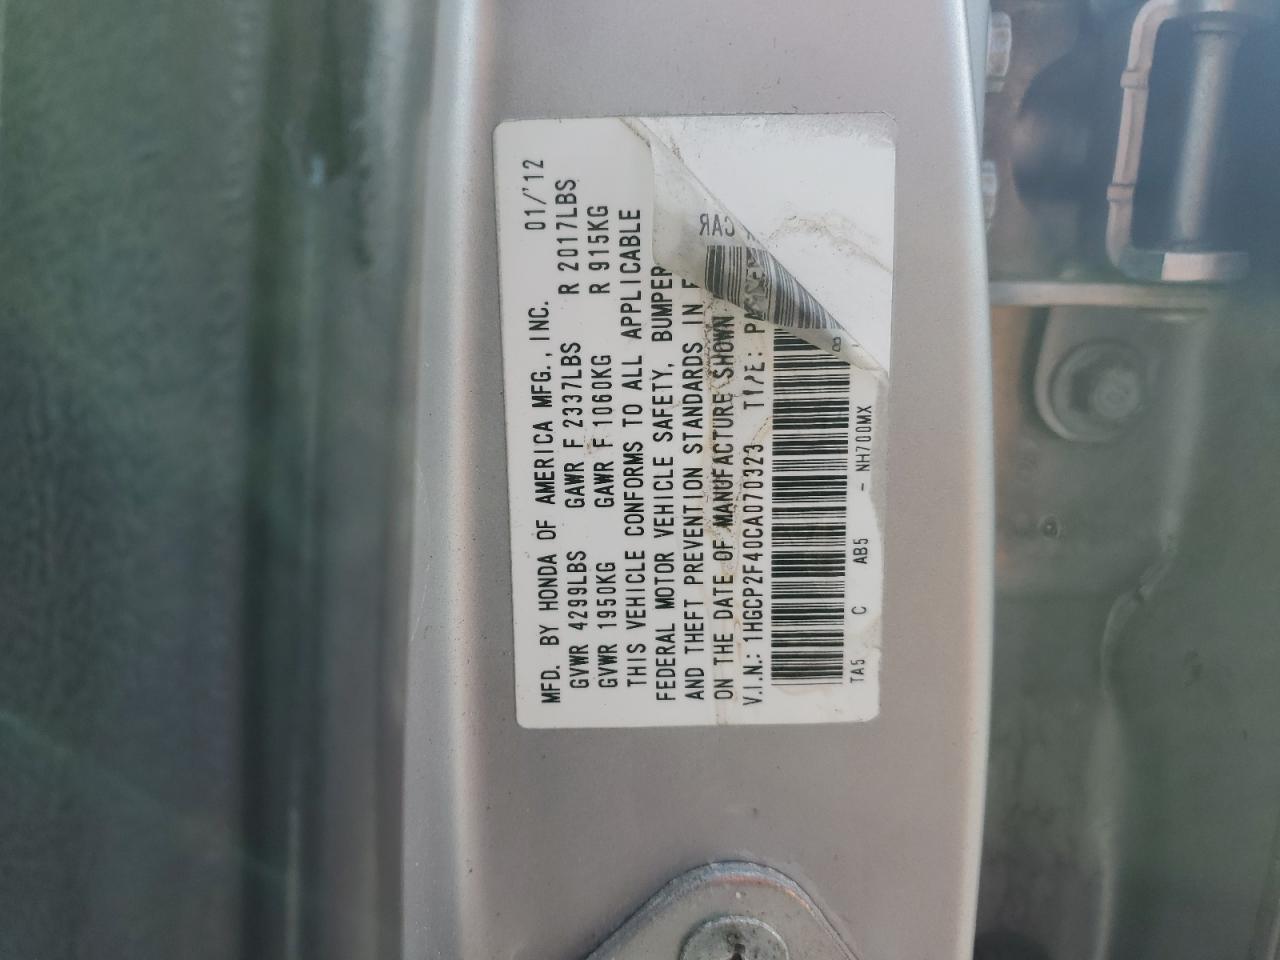 MFD. BY HONDA OF AMERICA MFG., INC. 01/'12
GVWR 4299LBS GAWR F 2337LBS R 2017LBS
GVWR 1950KG GAWR F 1060KG R 915KG
THIS VEHICLE CONFORMS TO ALL APPLICABLE
FEDERAL MOTOR VEHICLE SAFETY, BUMPER
AND THEFT PREVENTION STANDARDS IN
ON THE DATE OF MANUFACTURE SHOWN
V.I.N.: 1HGCP2F40CA070323 TYPE: CAR
TA5 C AB5 - NH700MX